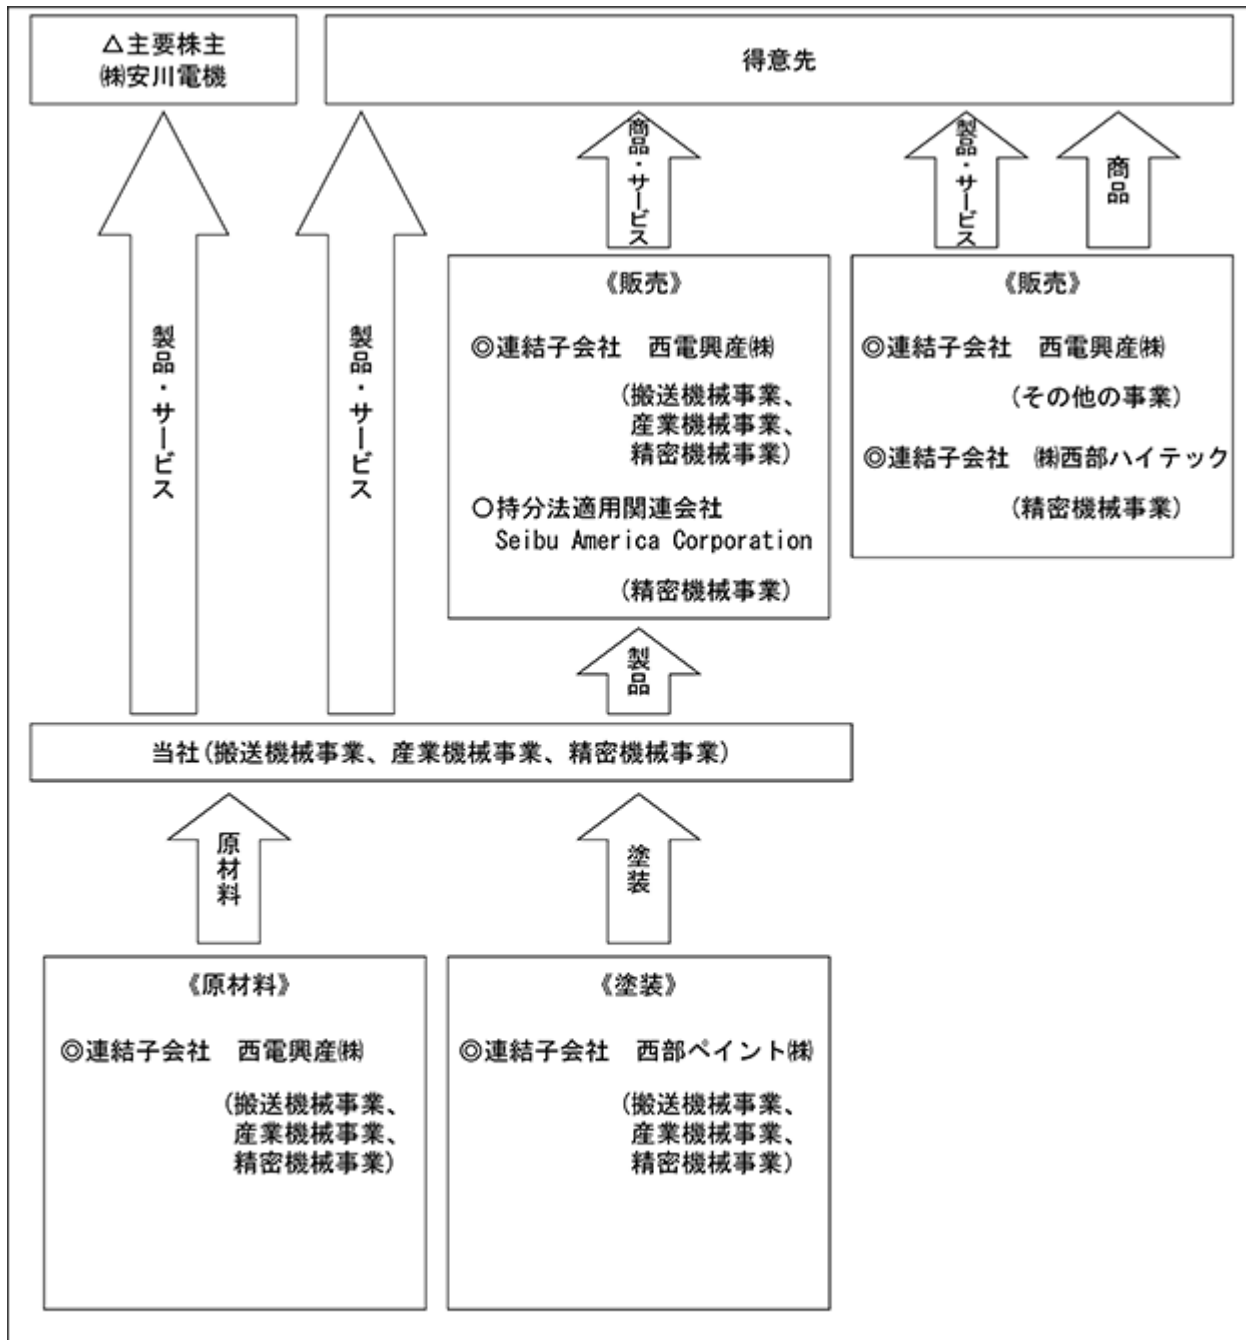 △主要株主
㈱安川電機
得意先
製品・サービス
製品・サービス
商品・サービス
製品・サービス
商品
《販売》
◎連結子会社 西電興産㈱
(搬送機械事業、
産業機械事業、
精密機械事業)
○持分法適用関連会社
Seibu America Corporation
(精密機械事業)
《販売》
◎連結子会社 西電興産㈱
(その他の事業)
◎連結子会社 ㈱西部ハイテック
(精密機械事業)
製品
当社(搬送機械事業、産業機械事業、精密機械事業)
原材料
塗装
《原材料》
◎連結子会社 西電興産㈱
(搬送機械事業、
産業機械事業、
精密機械事業)
《塗装》
◎連結子会社 西部ペイント㈱
(搬送機械事業、
産業機械事業、
精密機械事業)